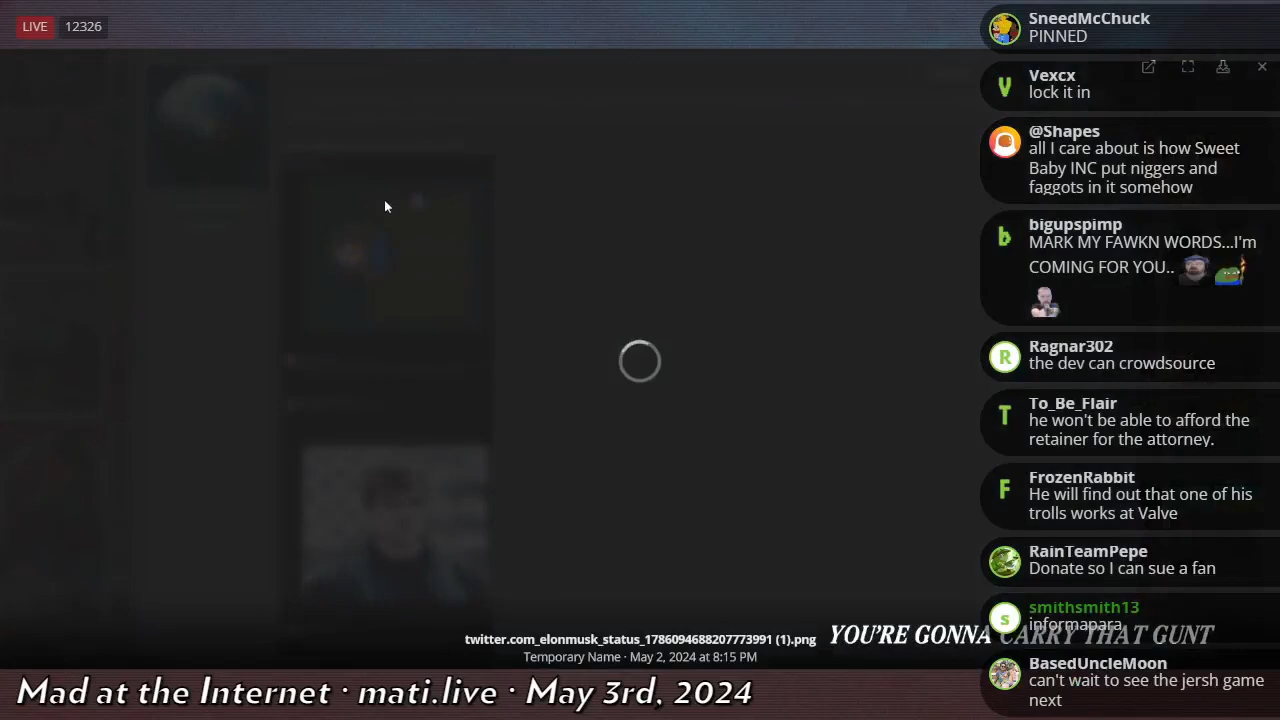 LIVE 12326
SneedMcChuck
PINNED
Vexcx
lock it in
@Shapes
all I care about is how Sweet
Baby INC put niggers and
faggots in it somehow
bigupspimp
MARK MY FAWKN WORDS...I'm
COMING FOR YOU..
Ragnar302
the dev can crowdsource
To_Be_Flair
he won't be able to afford the
retainer for the attorney.
FrozenRabbit
He will find out that one of his
trolls works at Valve
RainTeamPepe
Donate so I can sue a fan
smithsmith13
informapara
BasedUncleMoon
can't wait to see the jersh game
next
twitter.com_elonmusk_status_1786094688207773991 (1).png
Temporary Name · May 2, 2024 at 8:15 PM
YOU'RE GONNA CARRY THAT GUNT
Mad at the Internet · mati.live · May 3rd, 2024